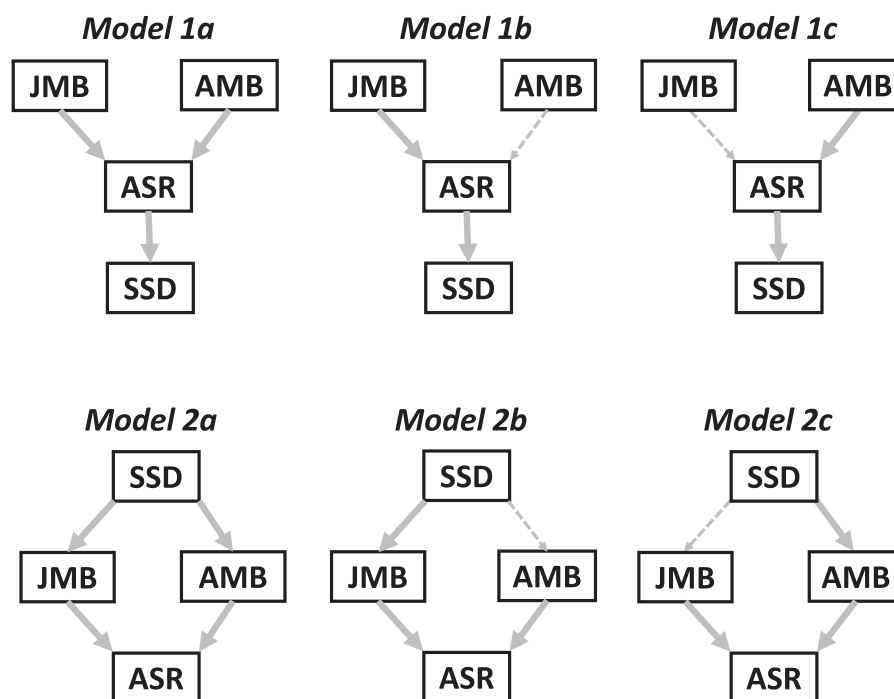 Model 1a Model 1b Model 1c
JMB AMB JMB AMB JMB AMB
ASR ASR ASR
SSD SSD SSD
Model 2a Model 2b Model 2c
SSD SSD SSD
JMB AMB JMB AMB JMB AMB
ASR ASR ASR